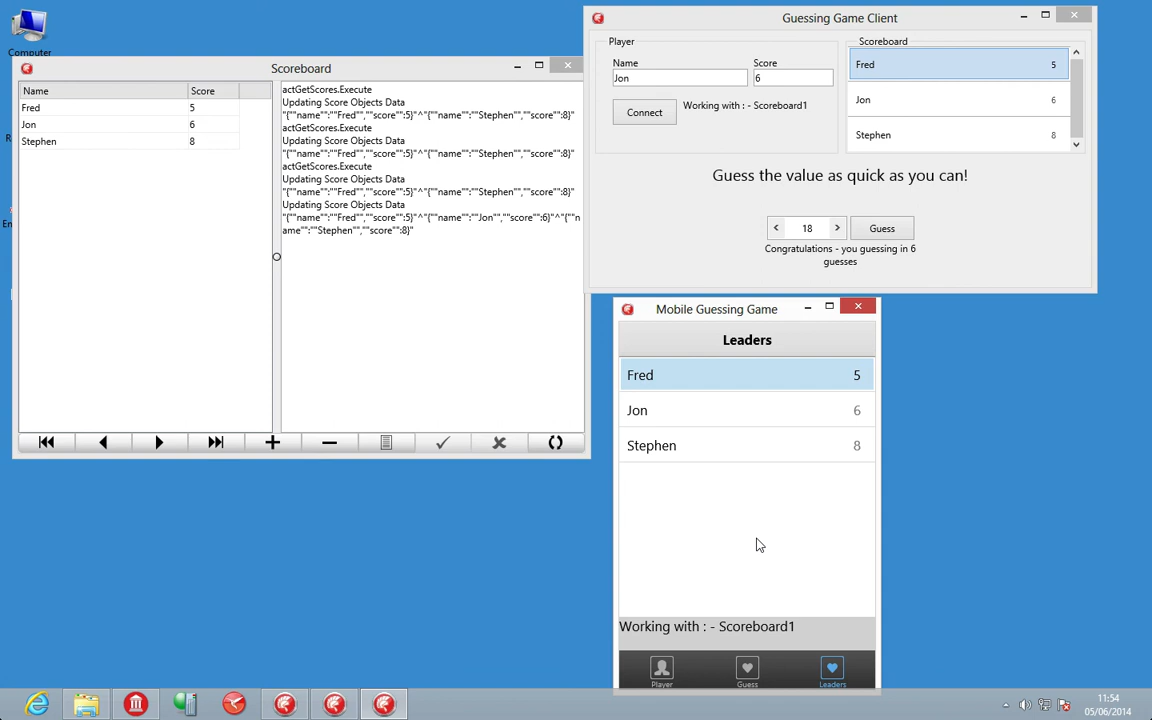 Computer
Scoreboard
Name Score
Fred 5
Jon 6
Stephen 8
actGetScores.Execute
Updating Score Objects Data
"{""name"":""Fred"",""score"":5}"^"{""name"":""Stephen"",""score"":8}"
actGetScores.Execute
Updating Score Objects Data
"{""name"":""Fred"",""score"":5}"^"{""name"":""Stephen"",""score"":8}"
actGetScores.Execute
Updating Score Objects Data
"{""name"":""Fred"",""score"":5}"^"{""name"":""Stephen"",""score"":8}"
Updating Score Objects Data
"{""name"":""Fred"",""score"":5}"^"{""name"":""Jon"",""score"":6}"^"{""n
ame"":""Stephen"",""score"":8}"
Guessing Game Client
Player
Name Score
Jon 6
Connect Working with : - Scoreboard1
Scoreboard
Fred 5
Jon 6
Stephen 8
Guess the value as quick as you can!
18 Guess
Congratulations - you guessing in 6
guesses
Mobile Guessing Game
Leaders
Fred 5
Jon 6
Stephen 8
Working with : - Scoreboard1
Player Guess Leaders
11:54
05/06/2014